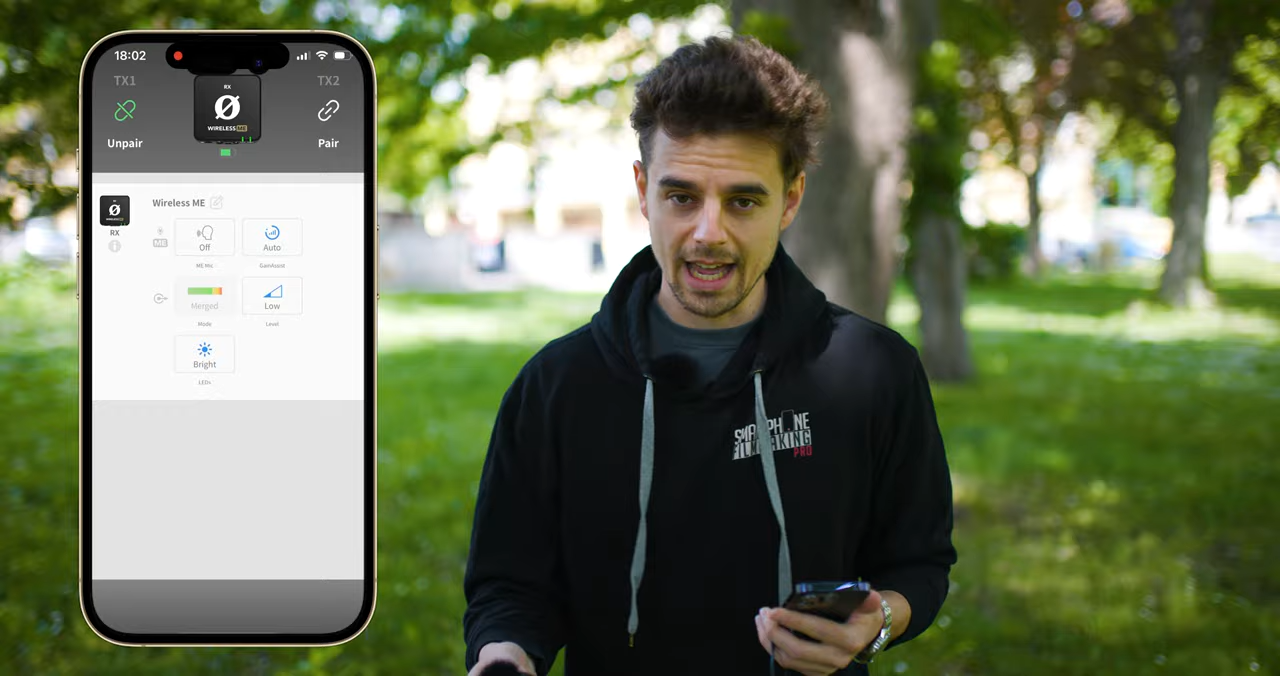 18:02
TX1
TX2
RX
WIRELESS ME
Unpair
Pair
Wireless ME
RX
ME
Off
Auto
ME Mic
GainAssist
Merged
Low
Mode
Level
Bright
LEDs
SMARTPHONE
FILMMAKING
PRO